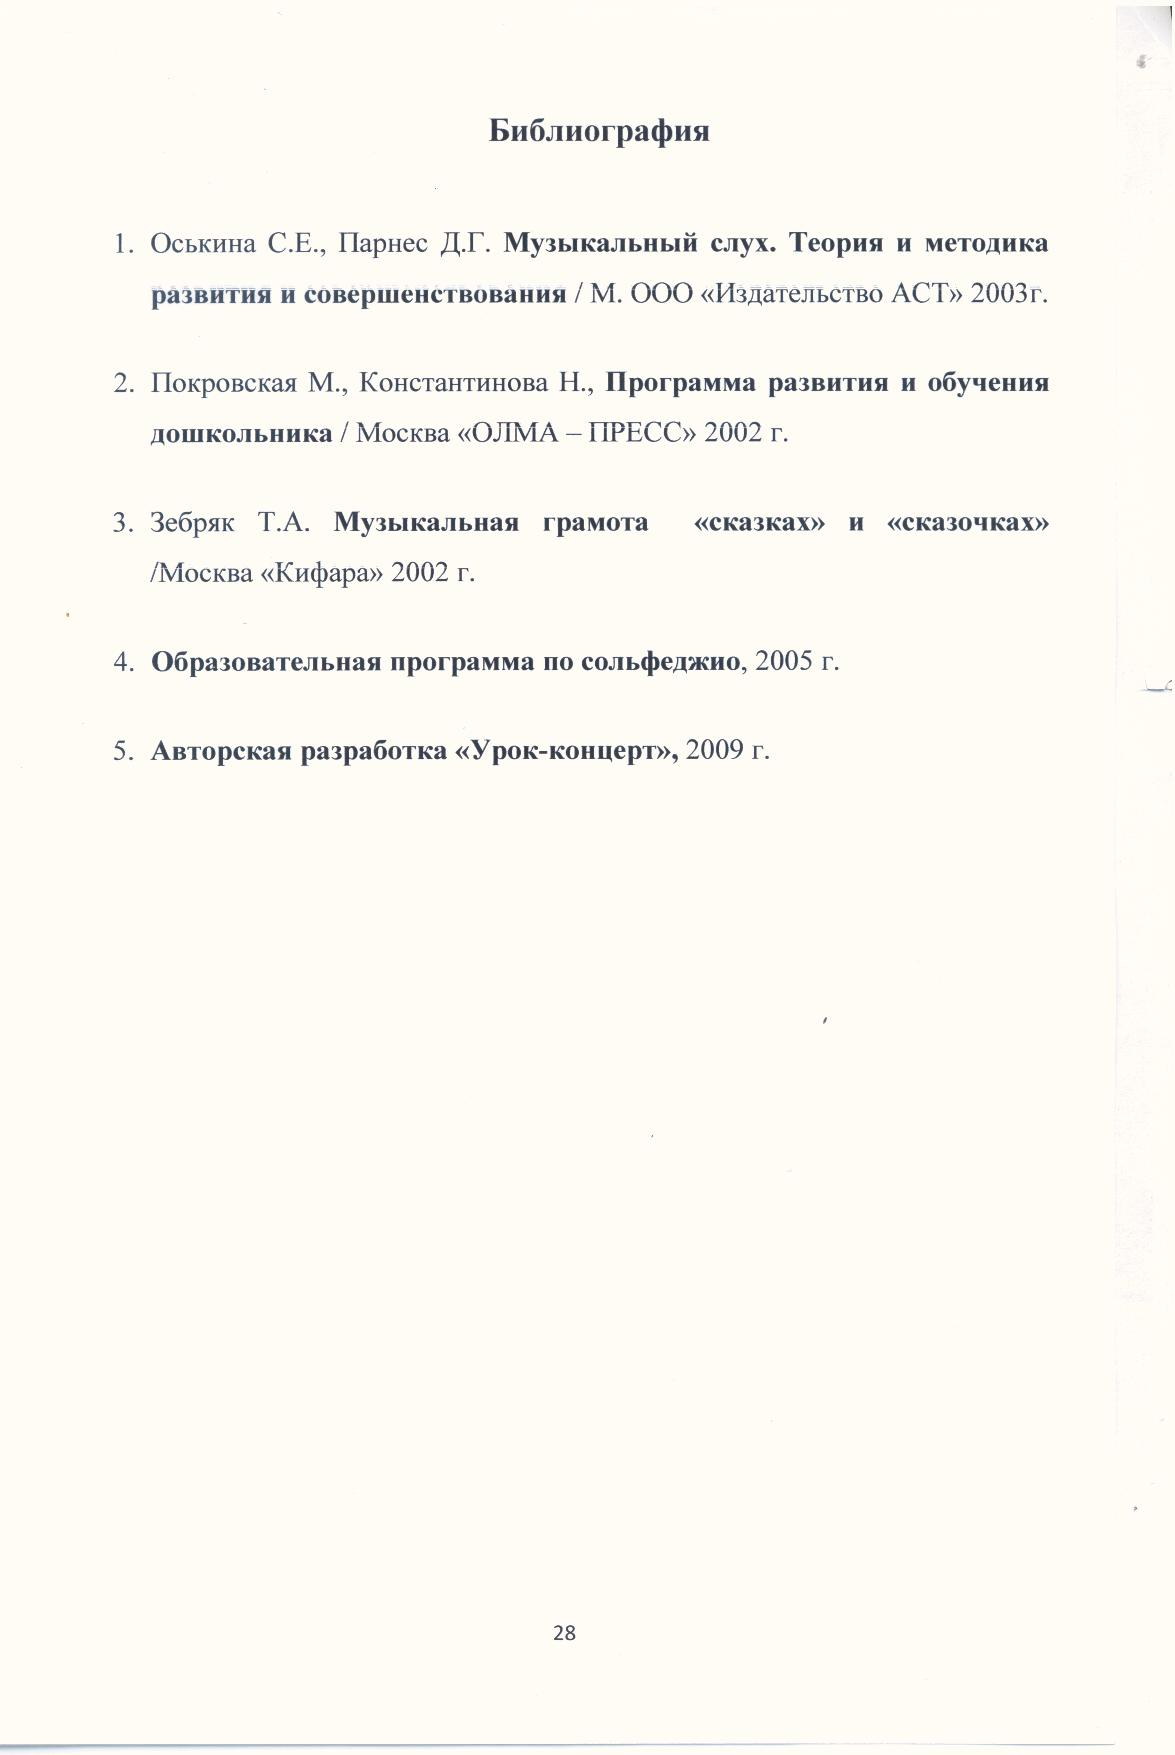 Библиография
1. Оськина С.Е., Парнес Д.Г. Музыкальный слух. Теория и методика
развития и совершенствования / М. ООО «Издательство АСТ» 2003г.
2. Покровская М., Константинова Н., Программа развития и обучения
дошкольника / Москва «ОЛМА – ПРЕСС» 2002 г.
3. Зебряк Т.А. Музыкальная грамота «сказках» и «сказочках»
/Москва «Кифара» 2002 г.
4. Образовательная программа по сольфеджио, 2005 г.
5. Авторская разработка «Урок-концерт», 2009 г.
28